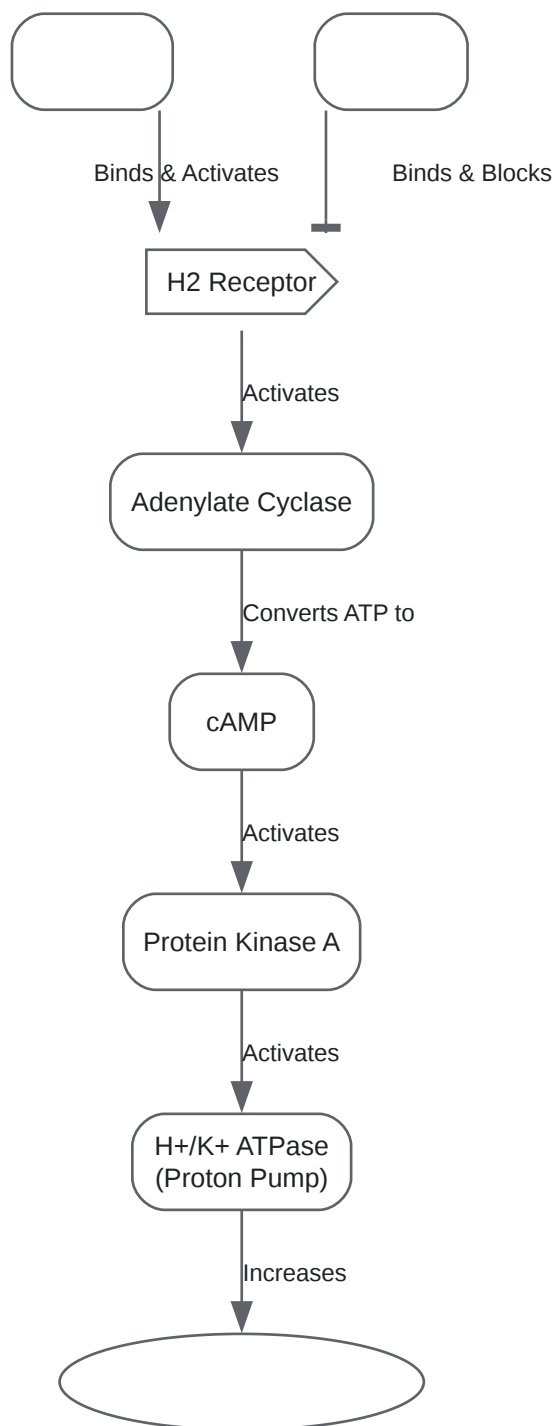 Binds & Activates
Binds & Blocks
H2 Receptor
Activates
Adenylate Cyclase
Converts ATP to
cAMP
Activates
Protein Kinase A
Activates
H+/K+ ATPase
(Proton Pump)
Increases